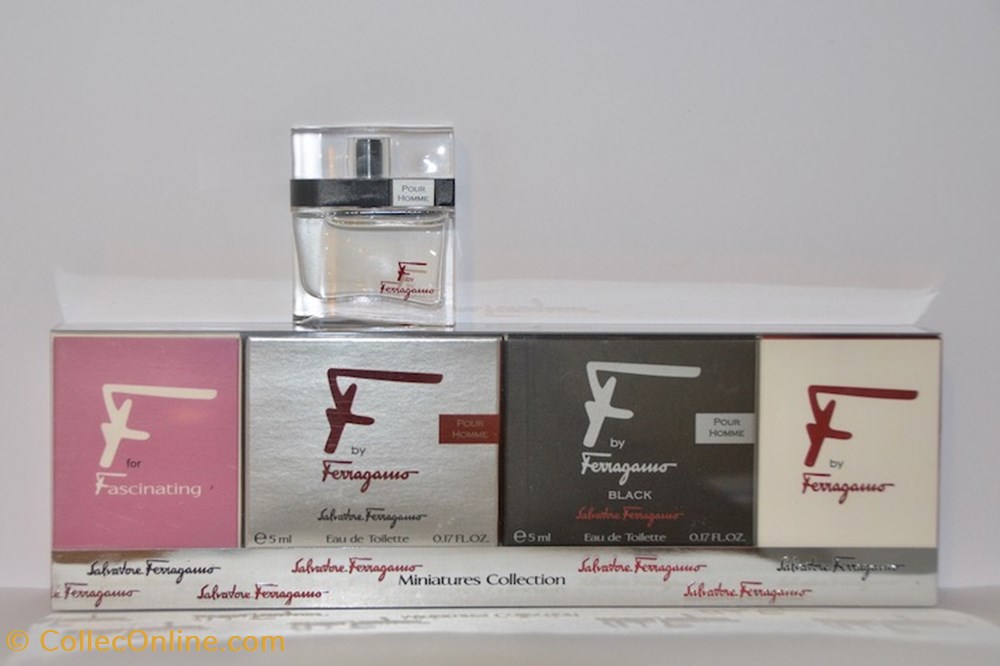 POUR
HOMME
F
by
Ferragamo
F
for
Fascinating
F
by
Ferragamo
POUR
HOMME
Salvatore Ferragamo
e 5 ml Eau de Toilette 0.17 FL.OZ.
F
by
Ferragamo
BLACK
POUR
HOMME
Salvatore Ferragamo
e 5 ml Eau de Toilette 0.17 FL.OZ.
F
by
Ferragamo
Salvatore Ferragamo Salvatore Ferragamo Salvatore Ferragamo Salvatore Ferragamo
Miniatures Collection
e Ferragamo Salvatore Ferragamo Salvatore Ferragamo
© CollecOnline.com